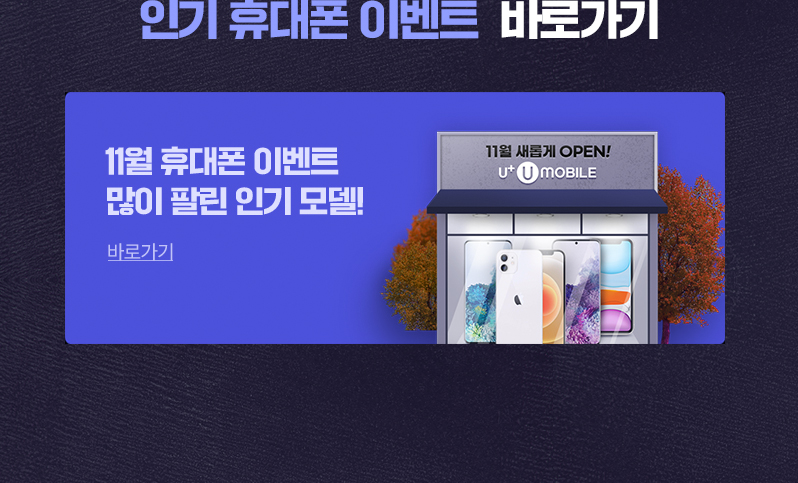 인기 휴대폰 이벤트 바로가기
11월 휴대폰 이벤트
많이 팔린 인기 모델!
바로가기
11월 새롭게 OPEN!
U+ U MOBILE